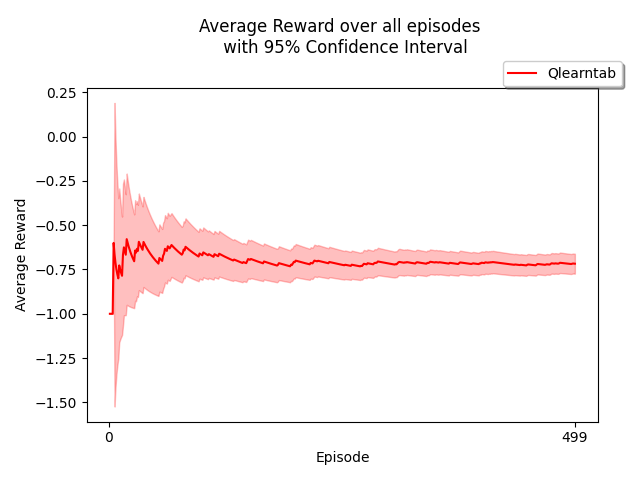 Average Reward over all episodes
with 95% Confidence Interval
Qlearntab
0.25
0.00
−0.25
−0.50
−0.75
−1.00
−1.25
−1.50
Average Reward
0
499
Episode